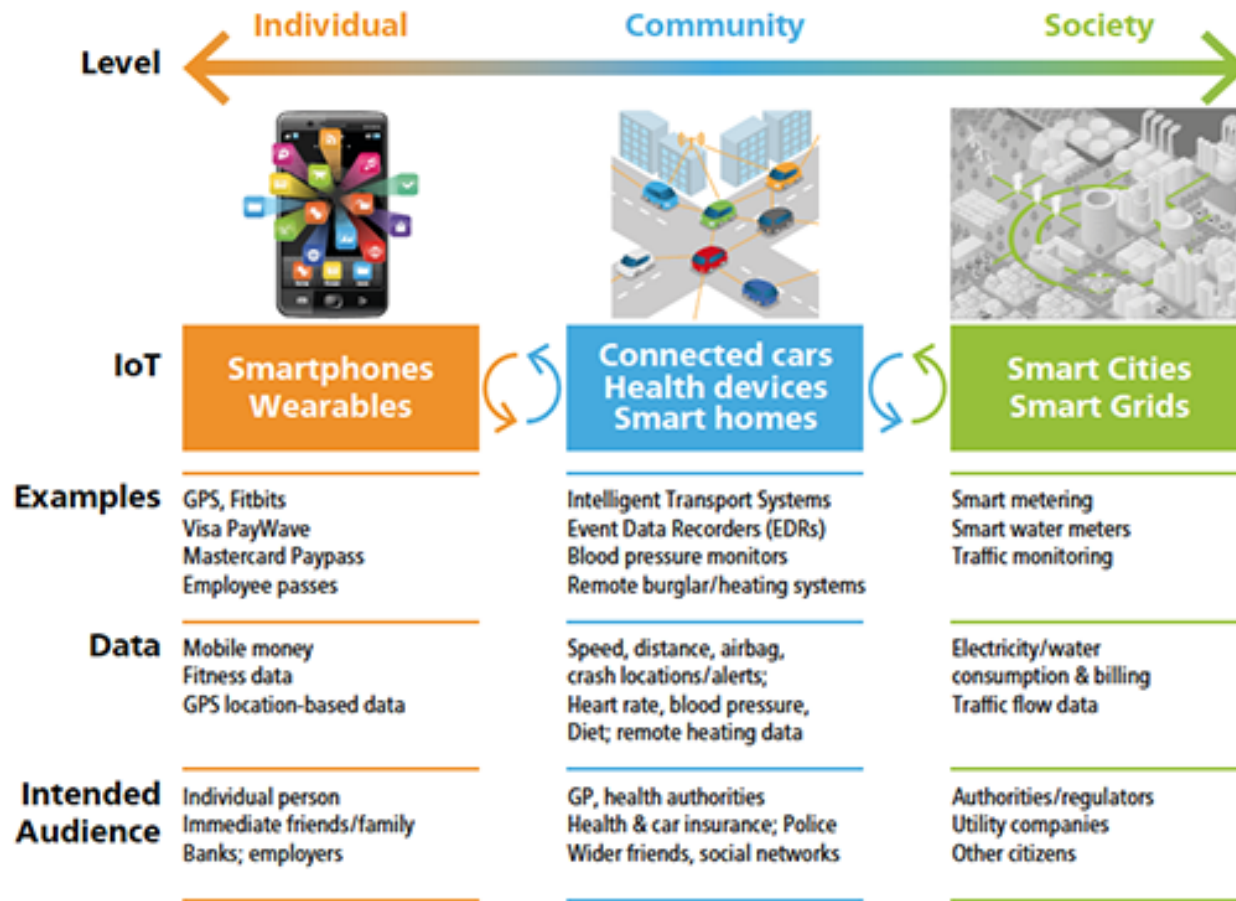 Individual
Community
Society
Level
IoT
Smartphones
Wearables
Connected cars
Health devices
Smart homes
Smart Cities
Smart Grids
Examples
GPS, Fitbits
Visa PayWave
Mastercard Paypass
Employee passes
Intelligent Transport Systems
Event Data Recorders (EDRs)
Blood pressure monitors
Remote burglar/heating systems
Smart metering
Smart water meters
Traffic monitoring
Data
Mobile money
Fitness data
GPS location-based data
Speed, distance, airbag,
crash locations/alerts;
Heart rate, blood pressure,
Diet; remote heating data
Electricity/water
consumption & billing
Traffic flow data
Intended
Audience
Individual person
Immediate friends/family
Banks; employers
GP, health authorities
Health & car insurance; Police
Wider friends, social networks
Authorities/regulators
Utility companies
Other citizens